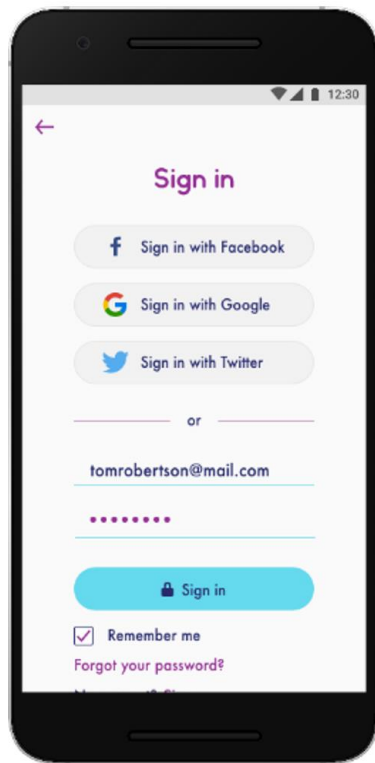 12:30
Sign in
Sign in with Facebook
Sign in with Google
Sign in with Twitter
or
tomrobertson@mail.com
••••••••
Sign in
Remember me
Forgot your password?